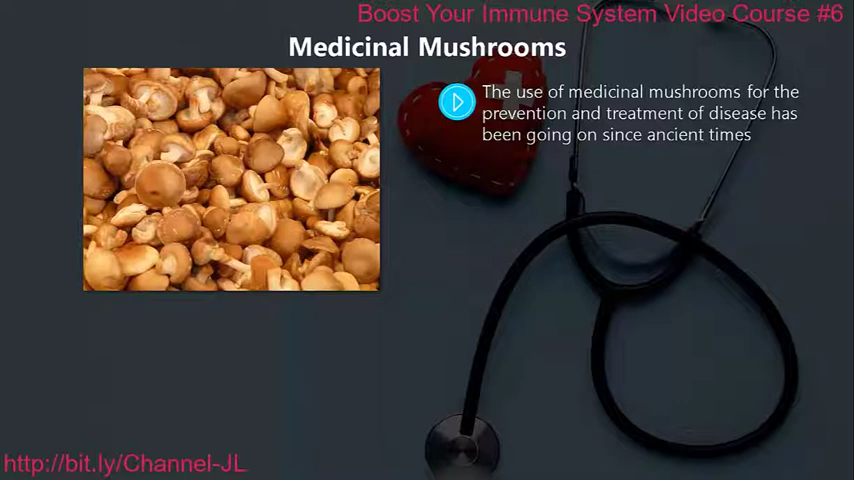 Boost Your Immune System Video Course #6
Medicinal Mushrooms
The use of medicinal mushrooms for the
prevention and treatment of disease has
been going on since ancient times
http://bit.ly/Channel-JL